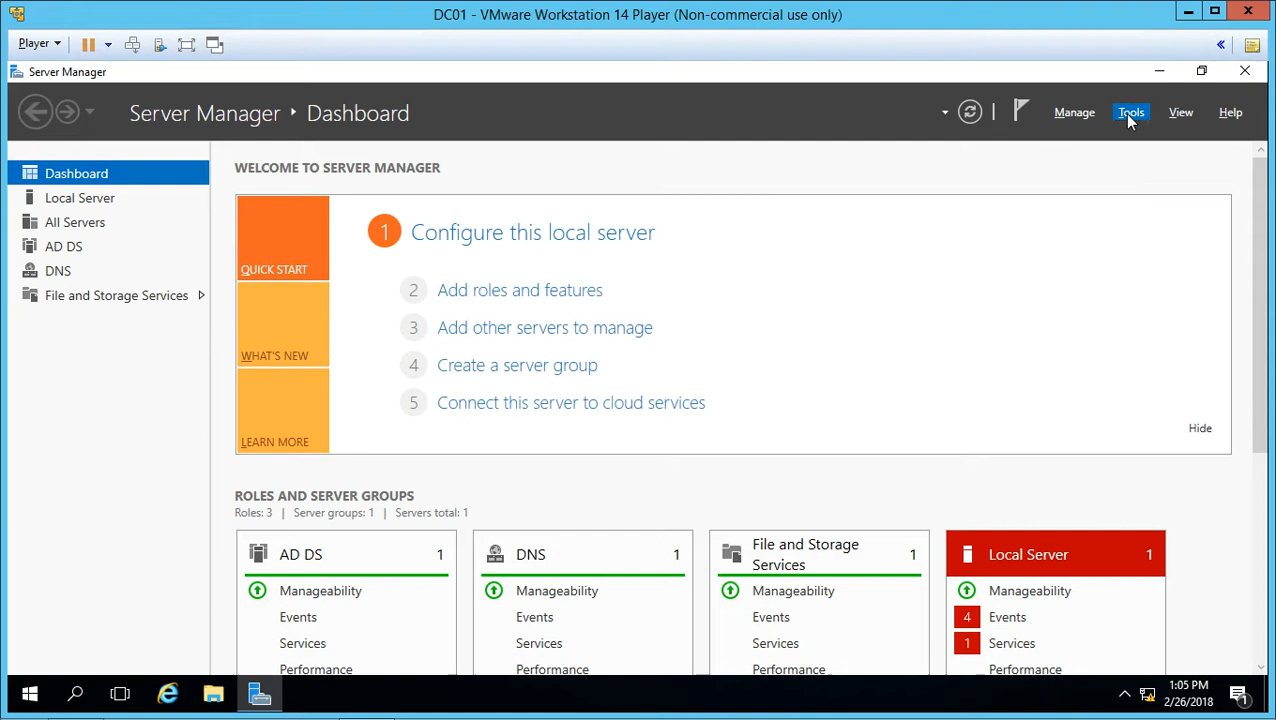 DC01 - VMware Workstation 14 Player (Non-commercial use only)
Player
Server Manager
Server Manager Dashboard
Manage Tools View Help
Dashboard
Local Server
All Servers
AD DS
DNS
File and Storage Services
WELCOME TO SERVER MANAGER
QUICK START
WHAT'S NEW
LEARN MORE
1 Configure this local server
2 Add roles and features
3 Add other servers to manage
4 Create a server group
5 Connect this server to cloud services
Hide
ROLES AND SERVER GROUPS
Roles: 3 | Server groups: 1 | Servers total: 1
AD DS 1
Manageability
Events
Services
Performance
DNS 1
Manageability
Events
Services
Performance
File and Storage
Services 1
Manageability
Events
Services
Performance
Local Server 1
Manageability
4 Events
1 Services
Performance
1:05 PM
2/26/2018
1